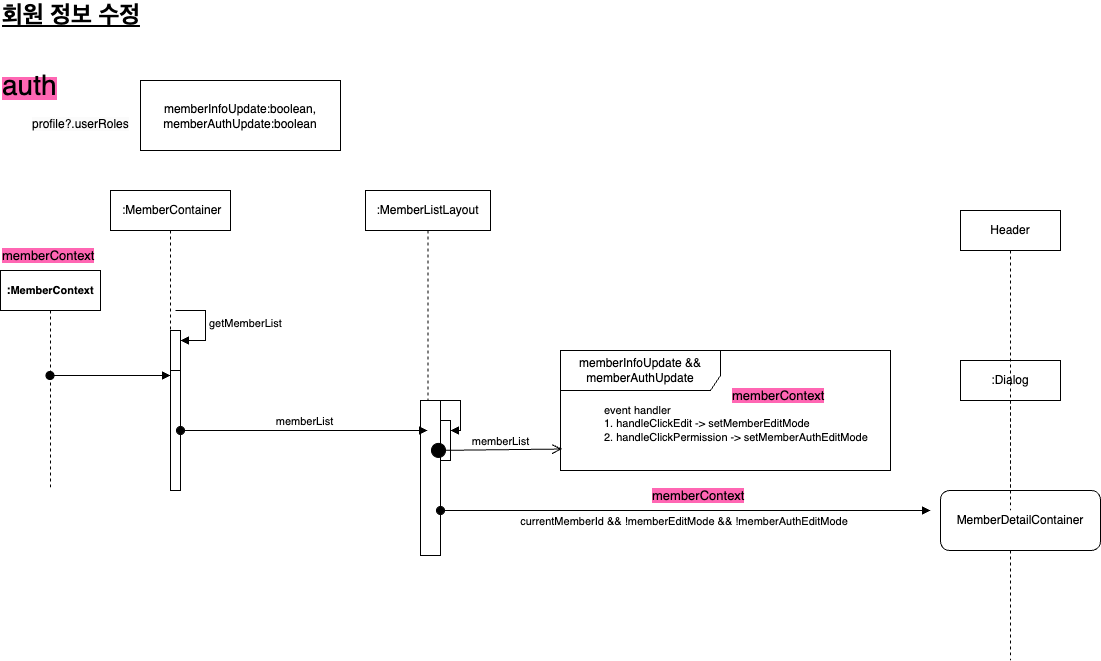 회원 정보 수정
auth
profile?.userRoles
memberInfoUpdate:boolean,
memberAuthUpdate:boolean
:MemberContainer
:MemberListLayout
Header
memberContext
:MemberContext
getMemberList
memberInfoUpdate &&
memberAuthUpdate
:Dialog
memberContext
event handler
1. handleClickEdit -> setMemberEditMode
2. handleClickPermission -> setMemberAuthEditMode
memberList
memberList
memberContext
currentMemberId && !memberEditMode && !memberAuthEditMode
MemberDetailContainer